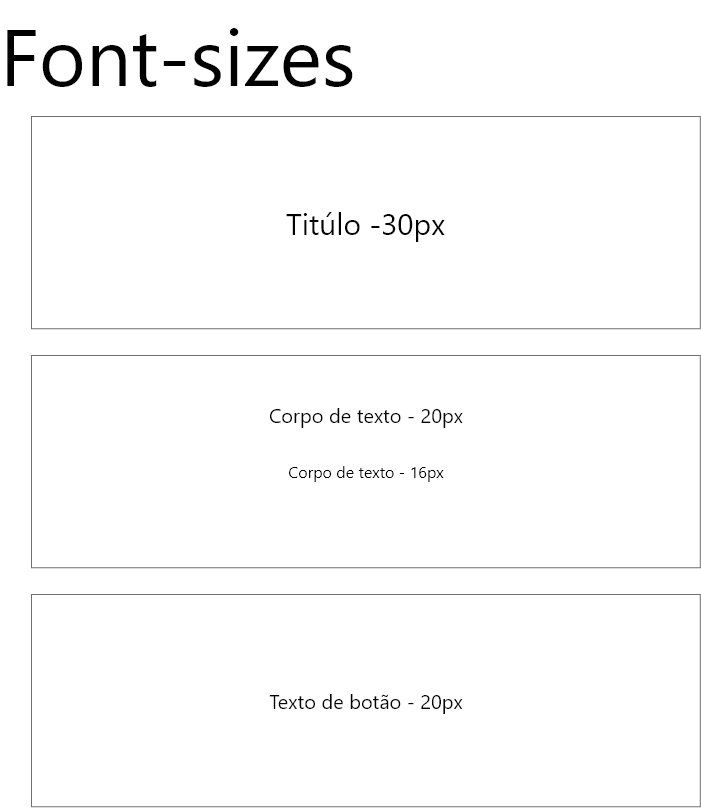 Font-sizes
Titúlo -30px
Corpo de texto - 20px
Corpo de texto - 16px
Texto de botão - 20px